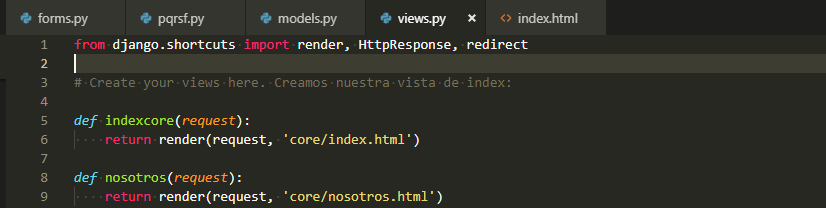 forms.py pqrsf.py models.py views.py × <> index.html
1 from django.shortcuts import render, HttpResponse, redirect
2
3 # Create your views here. Creamos nuestra vista de index:
4
5 def indexcore(request):
6 return render(request, 'core/index.html')
7
8 def nosotros(request):
9 return render(request, 'core/nosotros.html')